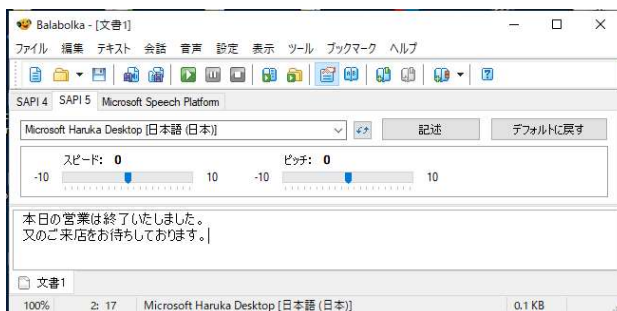 Balabolka - [文書1]
ファイル 編集 テキスト 会話 音声 設定 表示 ツール ブックマーク ヘルプ
SAPI 4 SAPI 5 Microsoft Speech Platform
Microsoft Haruka Desktop [日本語 (日本)] 記述 デフォルトに戻す
スピード: 0 ピッチ: 0
-10 10 -10 10
本日の営業は終了いたしました。
又のご来店をお待ちしております。
文書1
100% 2: 17 Microsoft Haruka Desktop [日本語 (日本)] 0.1 KB